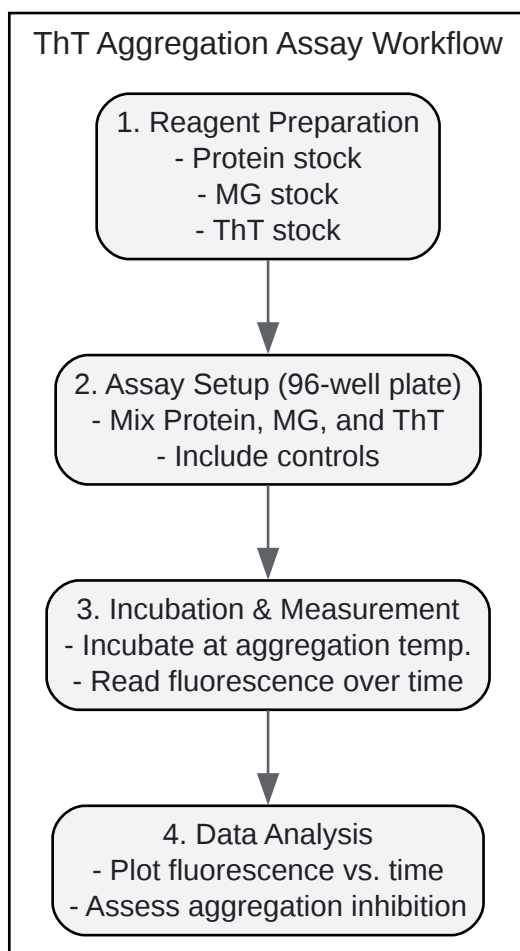 ThT Aggregation Assay Workflow
1. Reagent Preparation
- Protein stock
- MG stock
- ThT stock
2. Assay Setup (96-well plate)
- Mix Protein, MG, and ThT
- Include controls
3. Incubation & Measurement
- Incubate at aggregation temp.
- Read fluorescence over time
4. Data Analysis
- Plot fluorescence vs. time
- Assess aggregation inhibition